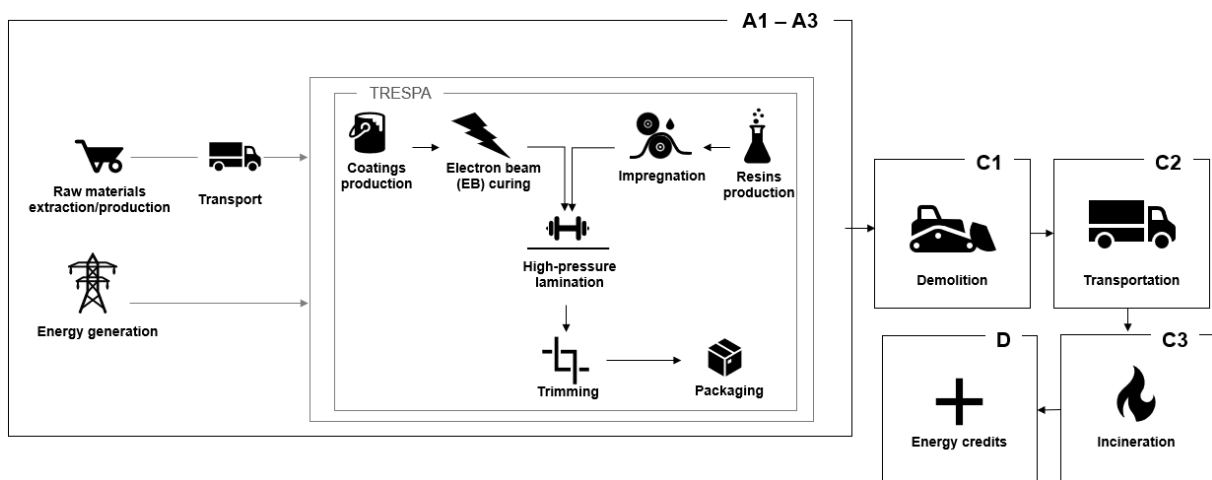 A1 – A3
TRESPA
Coatings
production
Electron beam
(EB) curing
Impregnation
Resins
production
Raw materials
extraction/production
Transport
High-pressure
lamination
Energy generation
Trimming
Packaging
C1
Demolition
C2
Transportation
D
Energy credits
C3
Incineration